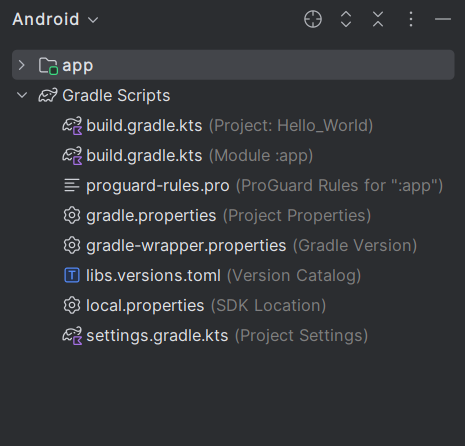 Android
app
Gradle Scripts
build.gradle.kts (Project: Hello_World)
build.gradle.kts (Module :app)
proguard-rules.pro (ProGuard Rules for ":app")
gradle.properties (Project Properties)
gradle-wrapper.properties (Gradle Version)
libs.versions.toml (Version Catalog)
local.properties (SDK Location)
settings.gradle.kts (Project Settings)